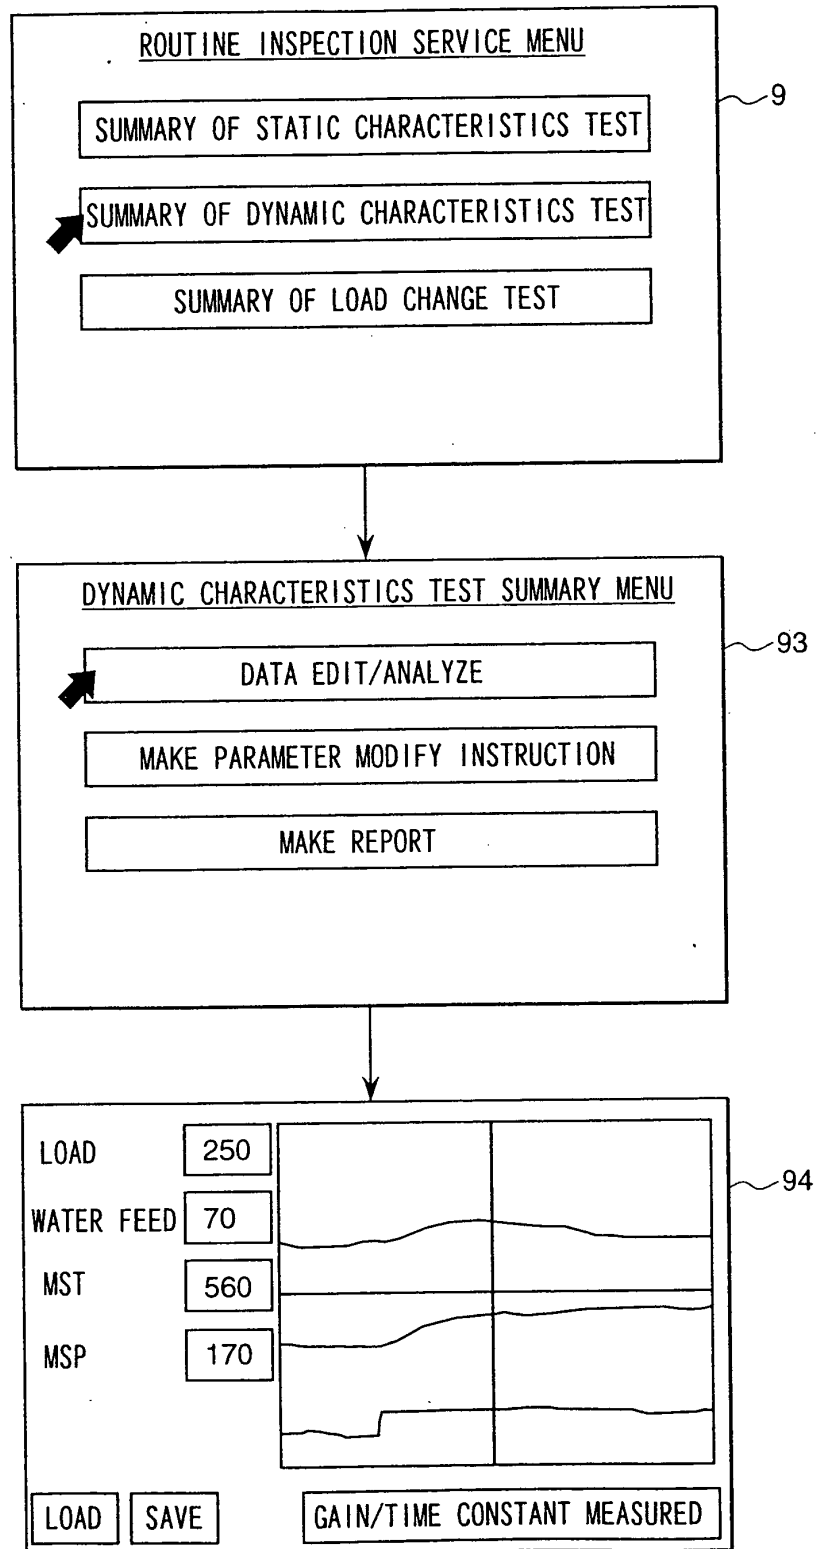 ROUTINE INSPECTION SERVICE MENU
9
SUMMARY OF STATIC CHARACTERISTICS TEST
SUMMARY OF DYNAMIC CHARACTERISTICS TEST
SUMMARY OF LOAD CHANGE TEST
DYNAMIC CHARACTERISTICS TEST SUMMARY MENU
93
DATA EDIT/ANALYZE
MAKE PARAMETER MODIFY INSTRUCTION
MAKE REPORT
94
LOAD 250
WATER FEED 70
MST 560
MSP 170
LOAD SAVE GAIN/TIME CONSTANT MEASURED